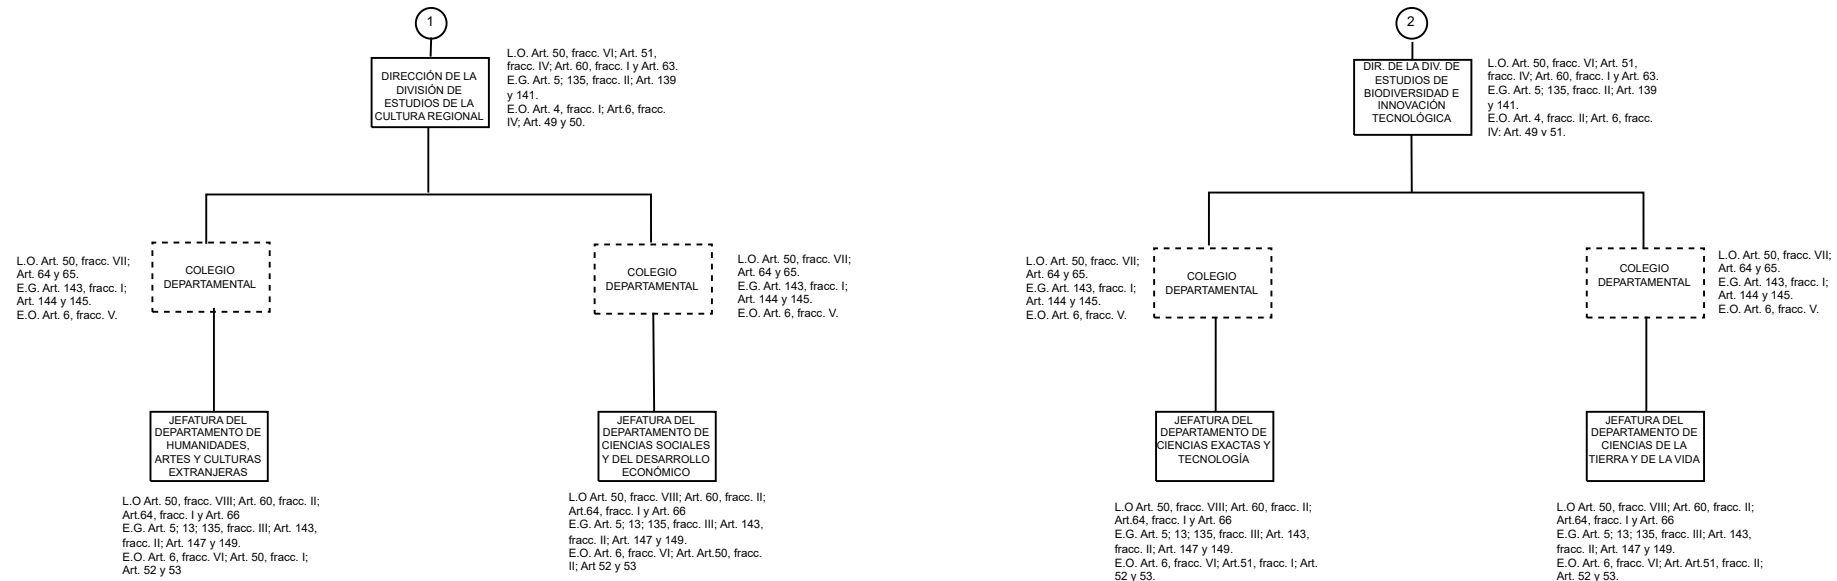 1
DIRECCIÓN DE LA
DIVISIÓN DE
ESTUDIOS DE LA
CULTURA REGIONAL
L.O. Art. 50, fracc. VI; Art. 51,
fracc. IV; Art. 60, fracc. I y Art. 63.
E.G. Art. 5; 135, fracc. II; Art. 139
y 141.
E.O. Art. 4, fracc. I; Art.6, fracc.
IV; Art. 49 y 50.
L.O. Art. 50, fracc. VII;
Art. 64 y 65.
E.G. Art. 143, fracc. I;
Art. 144 y 145.
E.O. Art. 6, fracc. V.
COLEGIO
DEPARTAMENTAL
COLEGIO
DEPARTAMENTAL
L.O. Art. 50, fracc. VII;
Art. 64 y 65.
E.G. Art. 143, fracc. I;
Art. 144 y 145.
E.O. Art. 6, fracc. V.
JEFATURA DEL
DEPARTAMENTO DE
HUMANIDADES,
ARTES Y CULTURAS
EXTRANJERAS
L.O Art. 50, fracc. VIII; Art. 60, fracc. II;
Art.64, fracc. I y Art. 66
E.G. Art. 5; 13; 135, fracc. III; Art. 143,
fracc. II; Art. 147 y 149.
E.O. Art. 6, fracc. VI; Art. 50, fracc. I;
Art. 52 y 53
JEFATURA DEL
DEPARTAMENTO DE
CIENCIAS SOCIALES
Y DEL DESARROLLO
ECONÓMICO
L.O Art. 50, fracc. VIII; Art. 60, fracc. II;
Art.64, fracc. I y Art. 66
E.G. Art. 5; 13; 135, fracc. III; Art. 143,
fracc. II; Art. 147 y 149.
E.O. Art. 6, fracc. VI; Art. Art.50, fracc.
II; Art 52 y 53
2
DIR. DE LA DIV. DE
ESTUDIOS DE
BIODIVERSIDAD E
INNOVACIÓN
TECNOLÓGICA
L.O. Art. 50, fracc. VI; Art. 51,
fracc. IV; Art. 60, fracc. I y Art. 63.
E.G. Art. 5; 135, fracc. II; Art. 139
y 141.
E.O. Art. 4, fracc. II; Art. 6, fracc.
IV: Art. 49 y 51.
L.O. Art. 50, fracc. VII;
Art. 64 y 65.
E.G. Art. 143, fracc. I;
Art. 144 y 145.
E.O. Art. 6, fracc. V.
COLEGIO
DEPARTAMENTAL
COLEGIO
DEPARTAMENTAL
L.O. Art. 50, fracc. VII;
Art. 64 y 65.
E.G. Art. 143, fracc. I;
Art. 144 y 145.
E.O. Art. 6, fracc. V.
JEFATURA DEL
DEPARTAMENTO DE
CIENCIAS EXACTAS Y
TECNOLOGÍA
L.O Art. 50, fracc. VIII; Art. 60, fracc. II;
Art.64, fracc. I y Art. 66
E.G. Art. 5; 13; 135, fracc. III; Art. 143,
fracc. II; Art. 147 y 149.
E.O. Art. 6, fracc. VI; Art.51, fracc. I; Art.
52 y 53.
JEFATURA DEL
DEPARTAMENTO DE
CIENCIAS DE LA
TIERRA Y DE LA VIDA
L.O Art. 50, fracc. VIII; Art. 60, fracc. II;
Art.64, fracc. I y Art. 66
E.G. Art. 5; 13; 135, fracc. III; Art. 143,
fracc. II; Art. 147 y 149.
E.O. Art. 6, fracc. VI; Art. Art.51, fracc. II;
Art. 52 y 53.